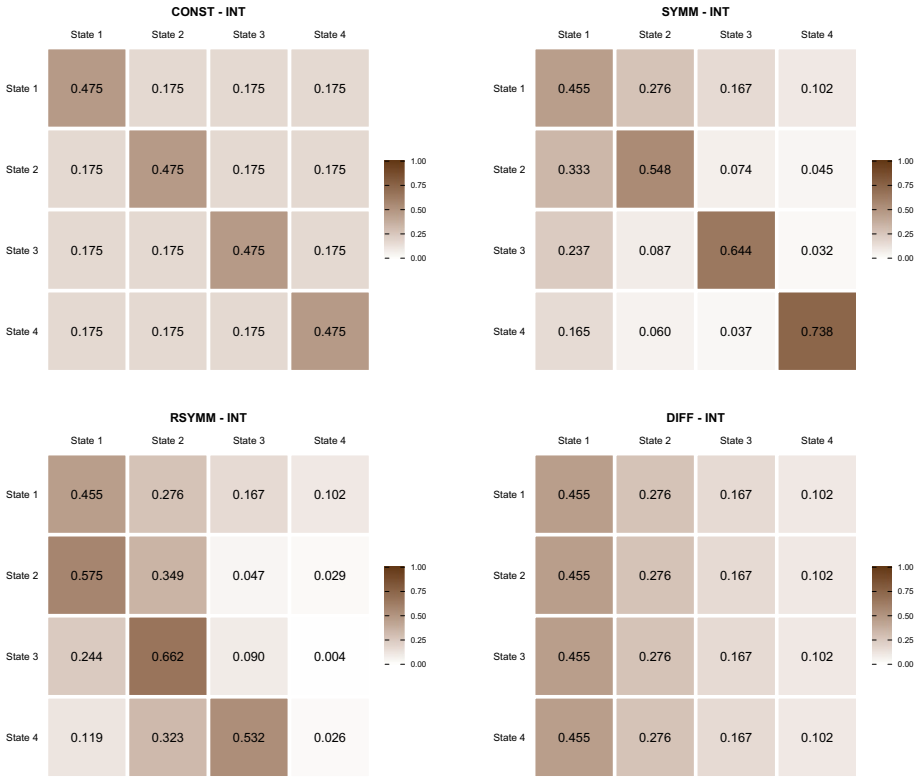 CONST - INT
State 1 State 2 State 3 State 4
State 1 0.475 0.175 0.175 0.175
State 2 0.175 0.475 0.175 0.175
State 3 0.175 0.175 0.475 0.175
State 4 0.175 0.175 0.175 0.475
1.00
0.75
0.50
0.25
0.00
SYMM - INT
State 1 State 2 State 3 State 4
State 1 0.455 0.276 0.167 0.102
State 2 0.333 0.548 0.074 0.045
State 3 0.237 0.087 0.644 0.032
State 4 0.165 0.060 0.037 0.738
1.00
0.75
0.50
0.25
0.00
RSYMM - INT
State 1 State 2 State 3 State 4
State 1 0.455 0.276 0.167 0.102
State 2 0.575 0.349 0.047 0.029
State 3 0.244 0.662 0.090 0.004
State 4 0.119 0.323 0.532 0.026
1.00
0.75
0.50
0.25
0.00
DIFF - INT
State 1 State 2 State 3 State 4
State 1 0.455 0.276 0.167 0.102
State 2 0.455 0.276 0.167 0.102
State 3 0.455 0.276 0.167 0.102
State 4 0.455 0.276 0.167 0.102
1.00
0.75
0.50
0.25
0.00